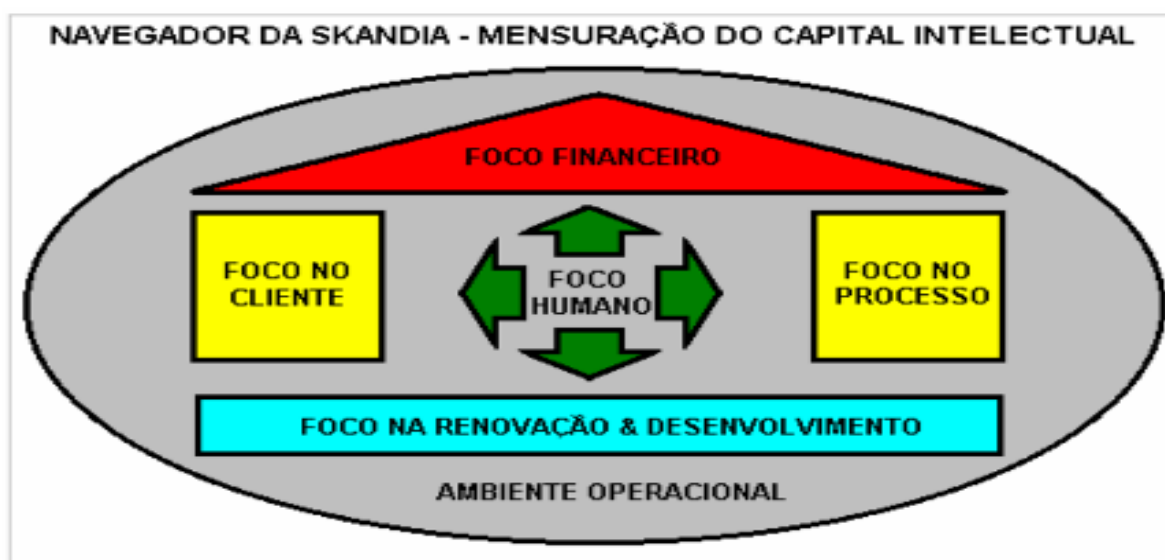 NAVEGADOR DA SKANDIA - MENSURAÇÃO DO CAPITAL INTELECTUAL
FOCO FINANCEIRO
FOCO NO
CLIENTE
FOCO
HUMANO
FOCO NO
PROCESSO
FOCO NA RENOVAÇÃO & DESENVOLVIMENTO
AMBIENTE OPERACIONAL